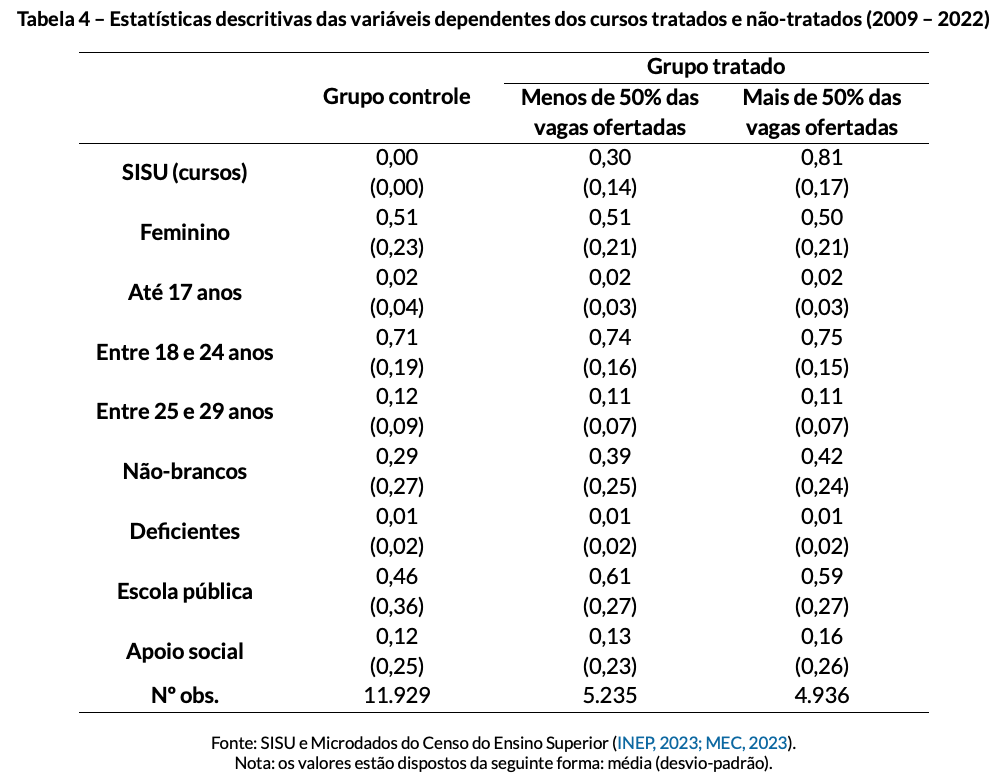 Tabela 4 – Estatísticas descritivas das variáveis dependentes dos cursos tratados e não-tratados (2009 – 2022)
Grupo tratado
Grupo controle Menos de 50% das vagas ofertadas Mais de 50% das vagas ofertadas
SISU (cursos) 0,00 0,30 0,81
(0,00) (0,14) (0,17)
Feminino 0,51 0,51 0,50
(0,23) (0,21) (0,21)
Até 17 anos 0,02 0,02 0,02
(0,04) (0,03) (0,03)
Entre 18 e 24 anos 0,71 0,74 0,75
(0,19) (0,16) (0,15)
Entre 25 e 29 anos 0,12 0,11 0,11
(0,09) (0,07) (0,07)
Não-brancos 0,29 0,39 0,42
(0,27) (0,25) (0,24)
Deficientes 0,01 0,01 0,01
(0,02) (0,02) (0,02)
Escola pública 0,46 0,61 0,59
(0,36) (0,27) (0,27)
Apoio social 0,12 0,13 0,16
(0,25) (0,23) (0,26)
Nº obs. 11.929 5.235 4.936
Fonte: SISU e Microdados do Censo do Ensino Superior (INEP, 2023; MEC, 2023).
Nota: os valores estão dispostos da seguinte forma: média (desvio-padrão).